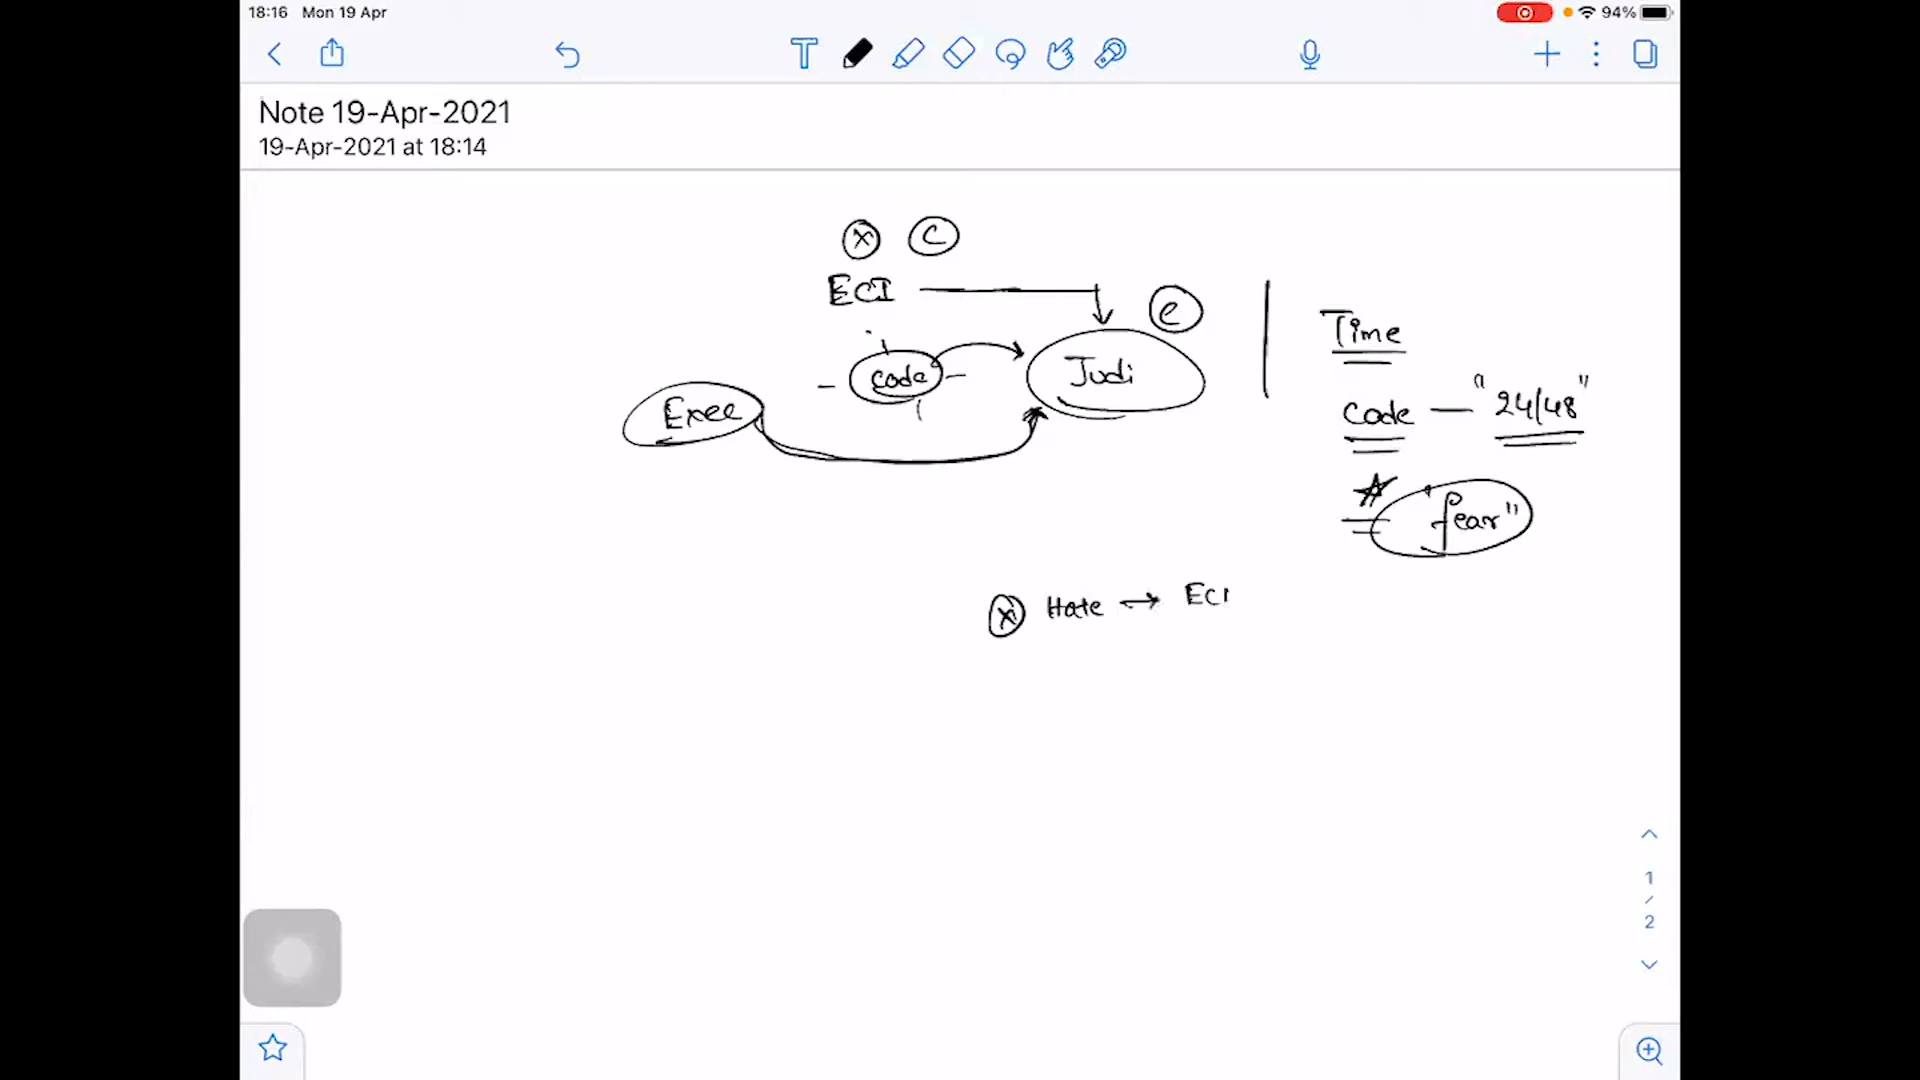 18:16 Mon 19 Apr 94%
Note 19-Apr-2021
19-Apr-2021 at 18:14
X C
ECI
e
Time
Code
Judi
Exec
Code — "24/48"
"fear"
X Hate → ECI
1
/
2